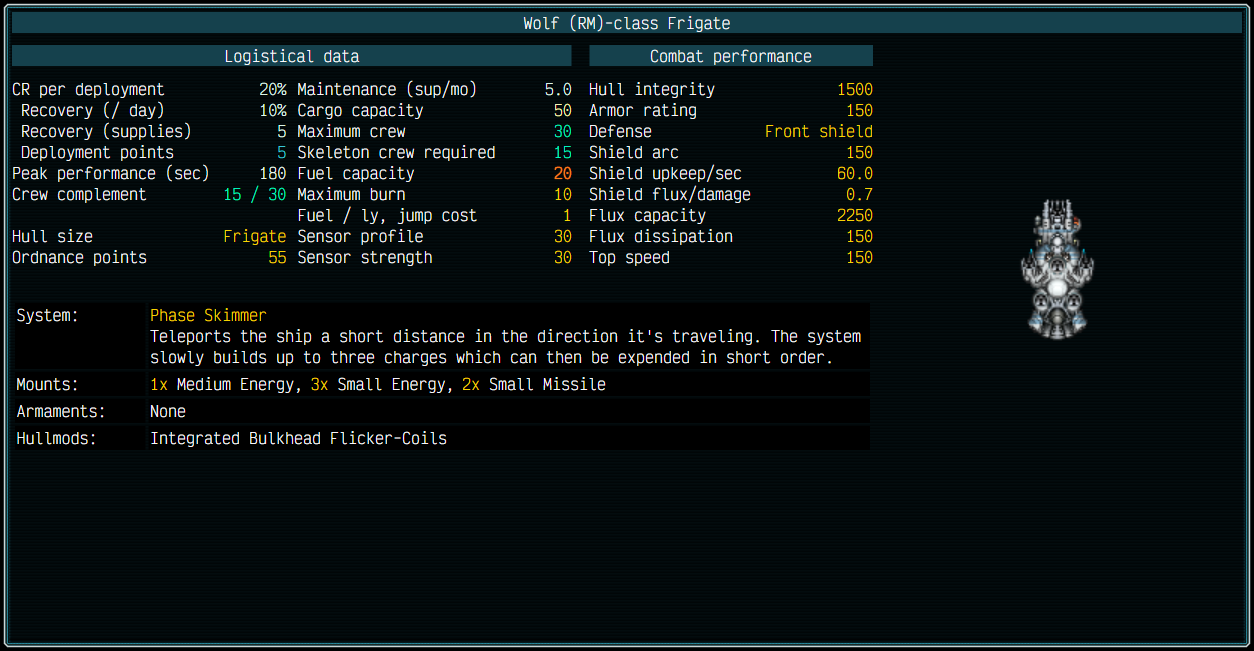 Wolf (RM)-class Frigate
Logistical data Combat performance
CR per deployment 20% Maintenance (sup/mo) 5.0 Hull integrity 1500
Recovery (/ day) 10% Cargo capacity 50 Armor rating 150
Recovery (supplies) 5 Maximum crew 30 Defense Front shield
Deployment points 5 Skeleton crew required 15 Shield arc 150
Peak performance (sec) 180 Fuel capacity 20 Shield upkeep/sec 60.0
Crew complement 15 / 30 Maximum burn 10 Shield flux/damage 0.7
Fuel / ly, jump cost 1 Flux capacity 2250
Hull size Frigate Sensor profile 30 Flux dissipation 150
Ordnance points 55 Sensor strength 30 Top speed 150
System: Phase Skimmer
Teleports the ship a short distance in the direction it's traveling. The system
slowly builds up to three charges which can then be expended in short order.
Mounts: 1x Medium Energy, 3x Small Energy, 2x Small Missile
Armaments: None
Hullmods: Integrated Bulkhead Flicker-Coils